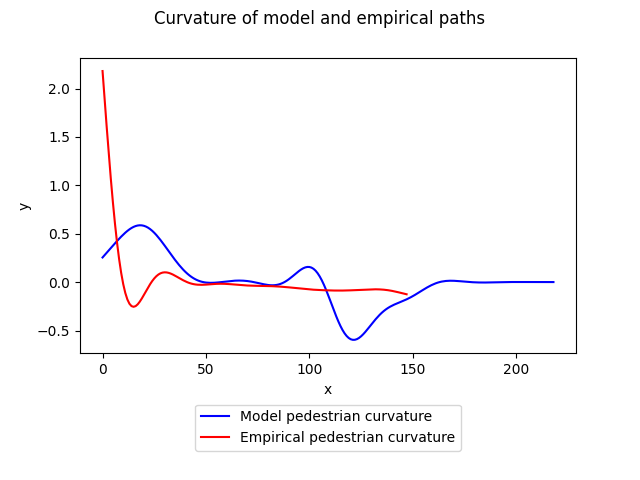 Curvature of model and empirical paths
2.0
1.5
1.0
0.5
0.0
−0.5
y
0 50 100 150 200
x
Model pedestrian curvature
Empirical pedestrian curvature